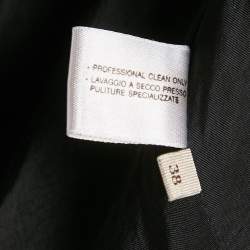 - PROFESSIONAL CLEAN ONLY
- LAVAGGIO A SECCO PRESSO
PULITURE SPECIALIZZATE
38